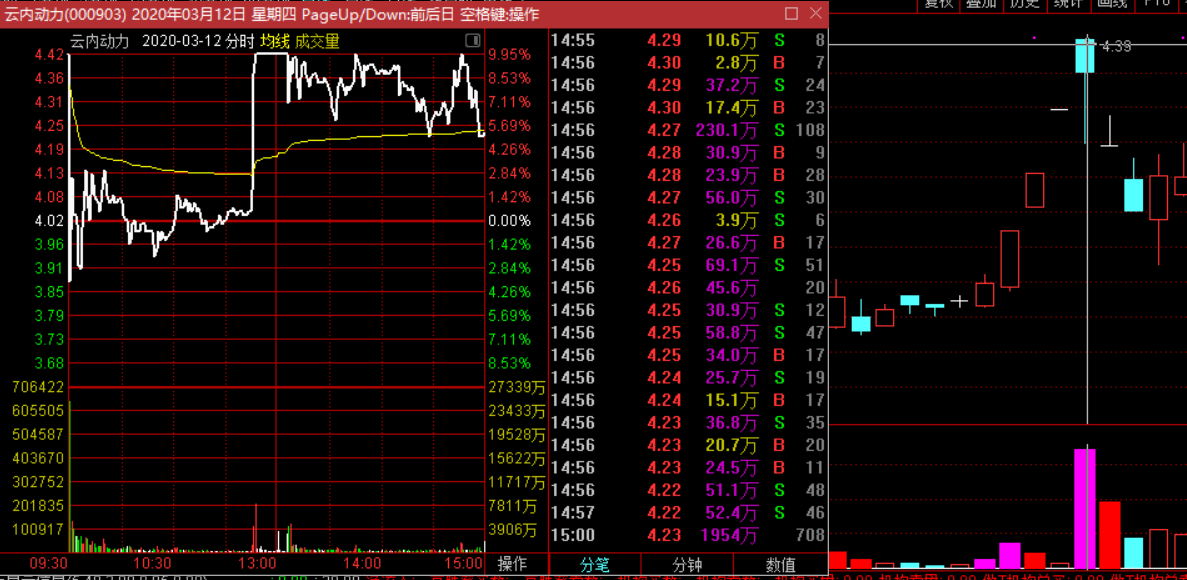 云内动力(000903) 2020年03月12日 星期四 PageUp/Down:前后日 空格键:操作
复权 叠加 历史 统计 画线 F10
云内动力 2020-03-12 分时 均线 成交量
4.42 9.95%
4.36 8.53%
4.31 7.11%
4.25 5.69%
4.19 4.26%
4.13 2.84%
4.08 1.42%
4.02 0.00%
3.96 1.42%
3.91 2.84%
3.85 4.26%
3.79 5.69%
3.73 7.11%
3.68 8.53%
706422 27339万
605505 23433万
504587 19528万
403670 15622万
302752 11717万
201835 7811万
100917 3906万
09:30 10:30 13:00 14:00 15:00 操作
14:55 4.29 10.6万 S 8
14:56 4.30 2.8万 B 7
14:56 4.29 37.2万 S 24
14:56 4.30 17.4万 B 23
14:56 4.27 230.1万 S 108
14:56 4.28 30.9万 B 9
14:56 4.28 23.9万 B 28
14:56 4.27 56.0万 S 30
14:56 4.26 3.9万 S 6
14:56 4.27 26.6万 B 17
14:56 4.25 69.1万 S 51
14:56 4.26 45.6万 20
14:56 4.25 30.9万 S 12
14:56 4.25 58.8万 S 47
14:56 4.25 34.0万 B 17
14:56 4.24 25.7万 S 19
14:56 4.24 15.1万 B 17
14:56 4.23 36.8万 S 35
14:56 4.23 20.7万 B 20
14:56 4.23 24.5万 B 11
14:56 4.22 51.1万 S 48
14:57 4.22 52.4万 S 46
15:00 4.23 1954万 708
分笔 分钟 数值
4.39